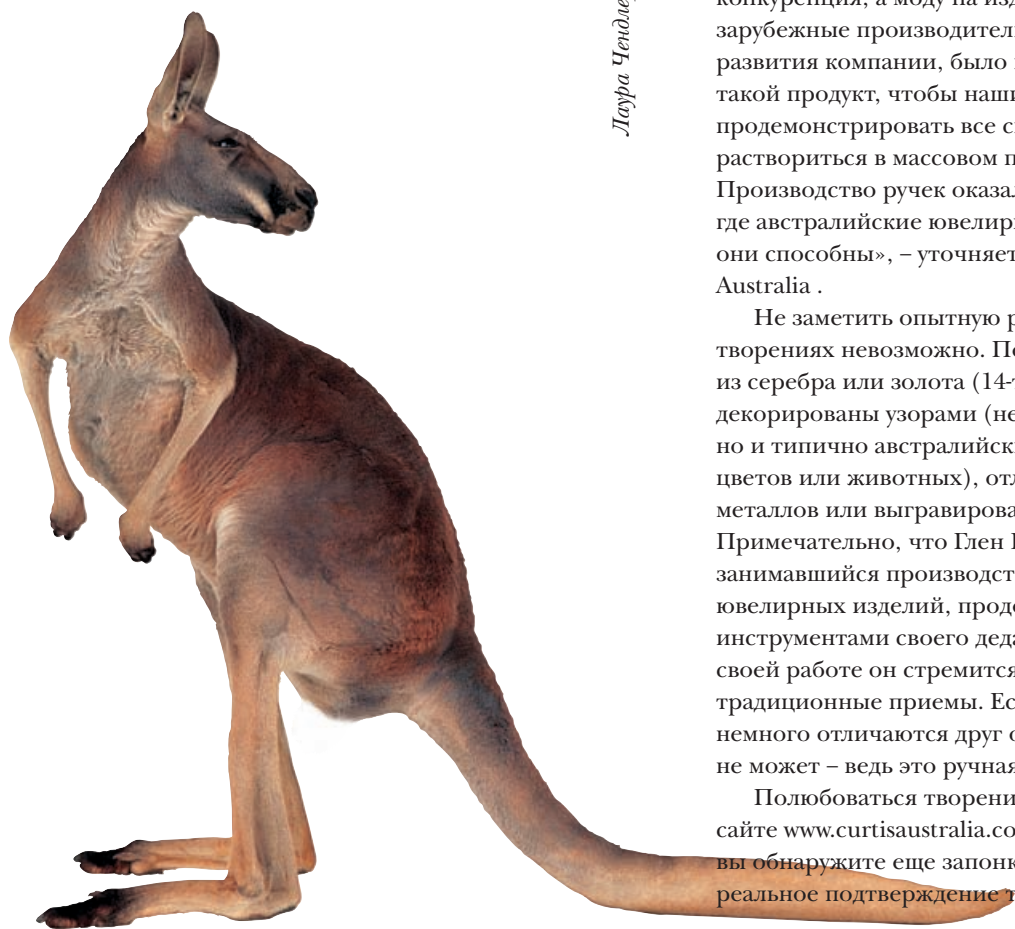 Лаура Чендле
конкуренция, а моду на изд
зарубежные производител
развития компании, было
такой продукт, чтобы наши
продемонстрировать все с
раствориться в массовом п
Производство ручек оказал
где австралийские ювелир
они способны», – уточняет
Australia .
Не заметить опытную р
творениях невозможно. По
из серебра или золота (14-
декорированы узорами (не
но и типично австралийск
цветов или животных), отл
металлов или выгравирова
Примечательно, что Глен
занимавшийся производст
ювелирных изделий, продо
инструментами своего деда
своей работе он стремится
традиционные приемы. Ес
немного отличаются друг о
не может – ведь это ручная
Полюбоваться творени
сайте www.curtisaustralia.co
вы обнаружите еще запонк
реальное подтверждение т